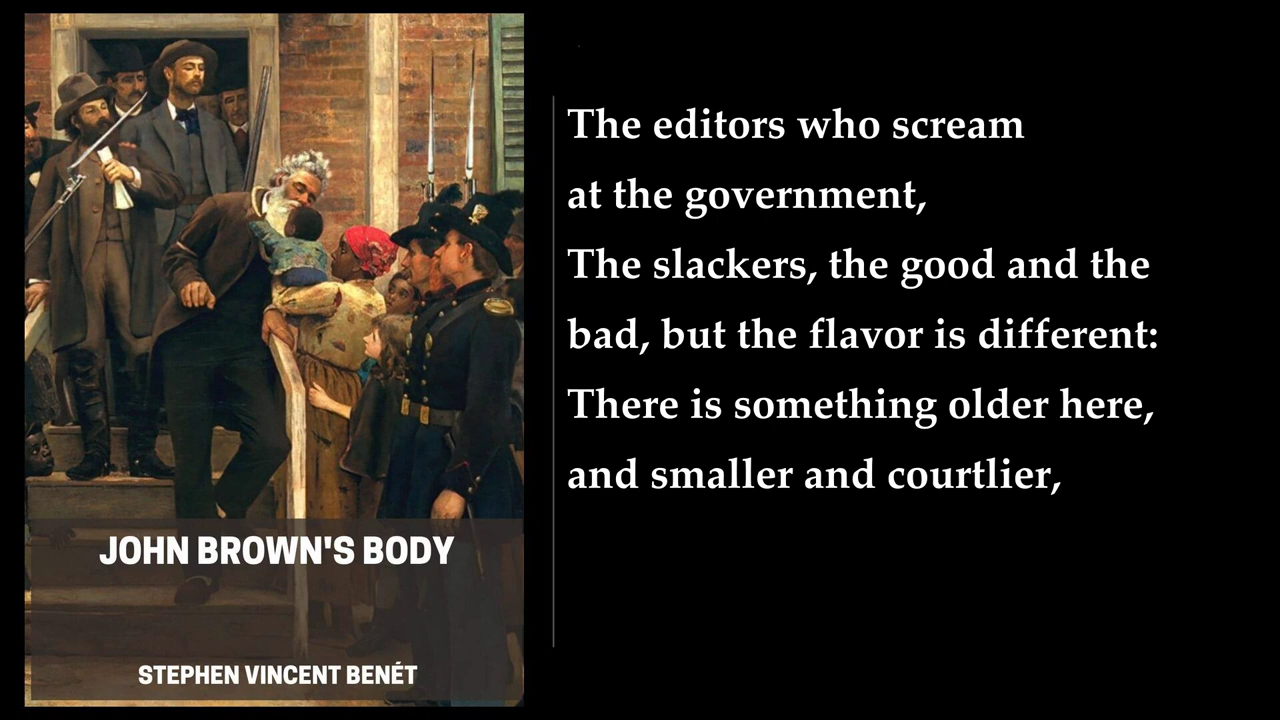 JOHN BROWN'S BODY
STEPHEN VINCENT BENÉT
The editors who scream
at the government,
The slackers, the good and the
bad, but the flavor is different:
There is something older here,
and smaller and courtlier,